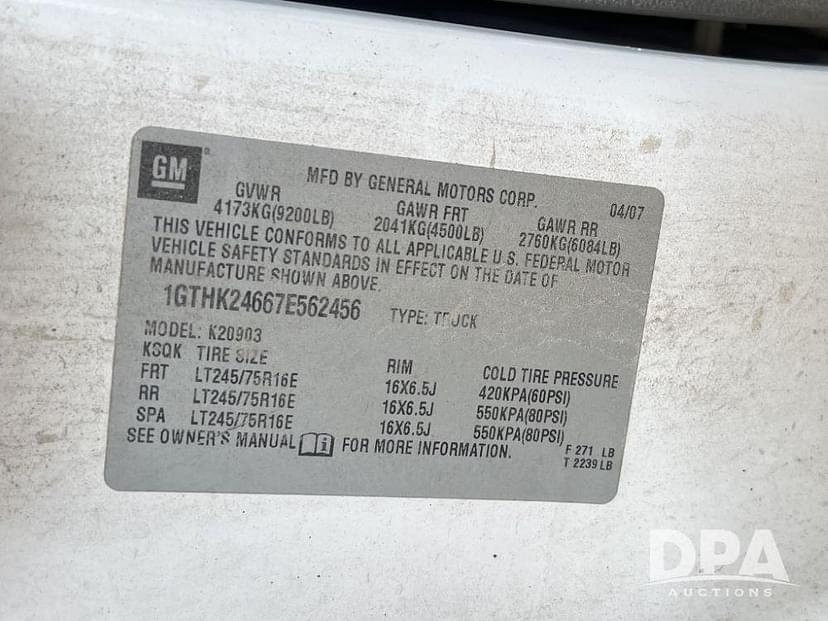 GM
MFD BY GENERAL MOTORS CORP. 04/07
GVWR GAWR FRT GAWR RR
4173KG(9200LB) 2041KG(4500LB) 2760KG(6084LB)
THIS VEHICLE CONFORMS TO ALL APPLICABLE U.S. FEDERAL MOTOR
VEHICLE SAFETY STANDARDS IN EFFECT ON THE DATE OF
MANUFACTURE SHOWN ABOVE.
1GTHK24667E562456 TYPE: TRUCK
MODEL: K20903
KSQK TIRE SIZE RIM COLD TIRE PRESSURE
FRT LT245/75R16E 16X6.5J 420KPA(60PSI)
RR LT245/75R16E 16X6.5J 550KPA(80PSI)
SPA LT245/75R16E 16X6.5J 550KPA(80PSI)
SEE OWNER'S MANUAL FOR MORE INFORMATION.
F 271 LB
T 2239 LB
DPA
AUCTIONS